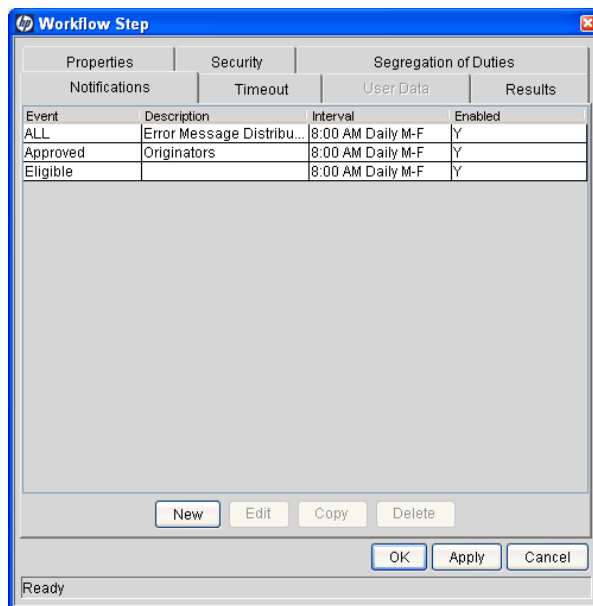 hp Workflow Step
Properties Security Segregation of Duties
Notifications Timeout User Data Results
Event Description Interval Enabled
ALL Error Message Distribu... 8:00 AM Daily M-F Y
Approved Originators 8:00 AM Daily M-F Y
Eligible 8:00 AM Daily M-F Y
New Edit Copy Delete
OK Apply Cancel
Ready